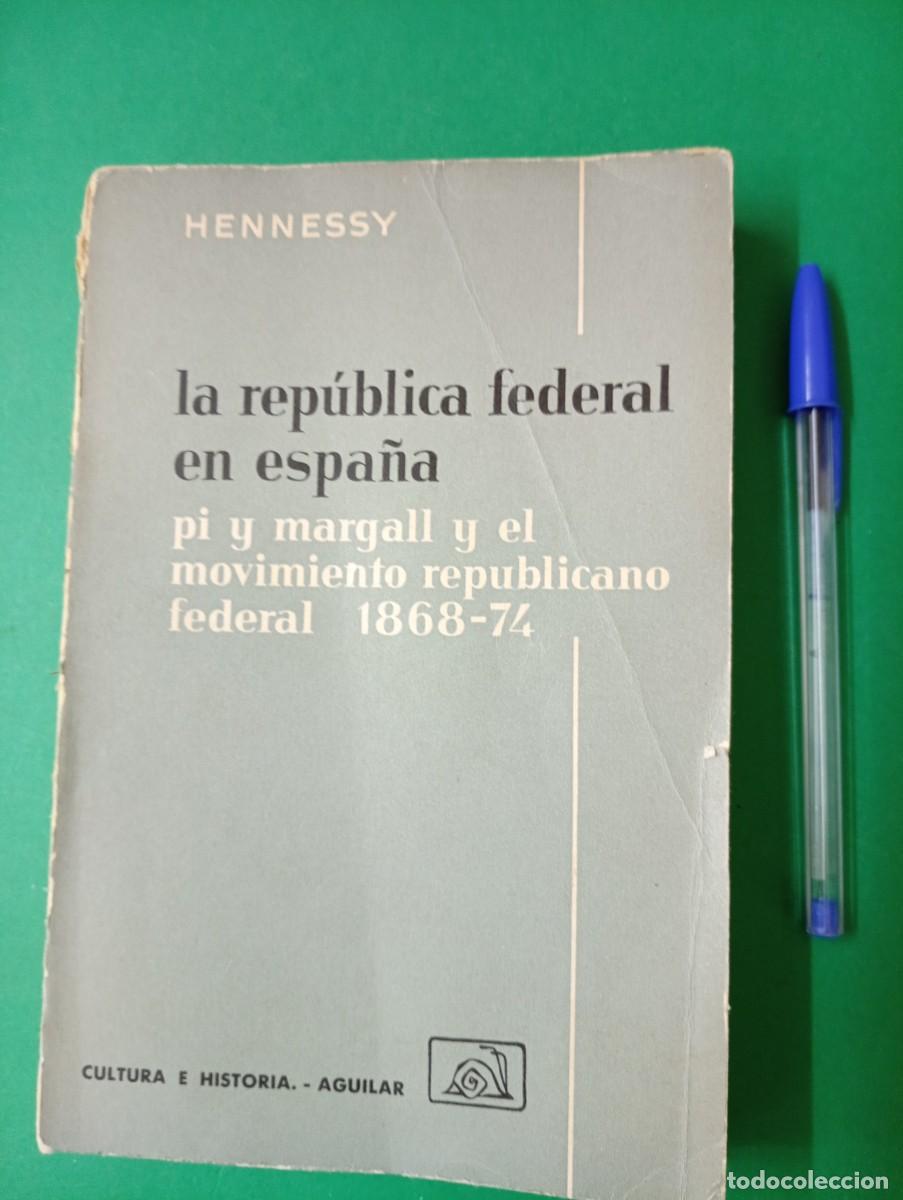 HENNESSY
la república federal
en españa
pi y margall y el
movimiento republicano
federal 1868-74
CULTURA E HISTORIA. - AGUILAR
todocoleccion